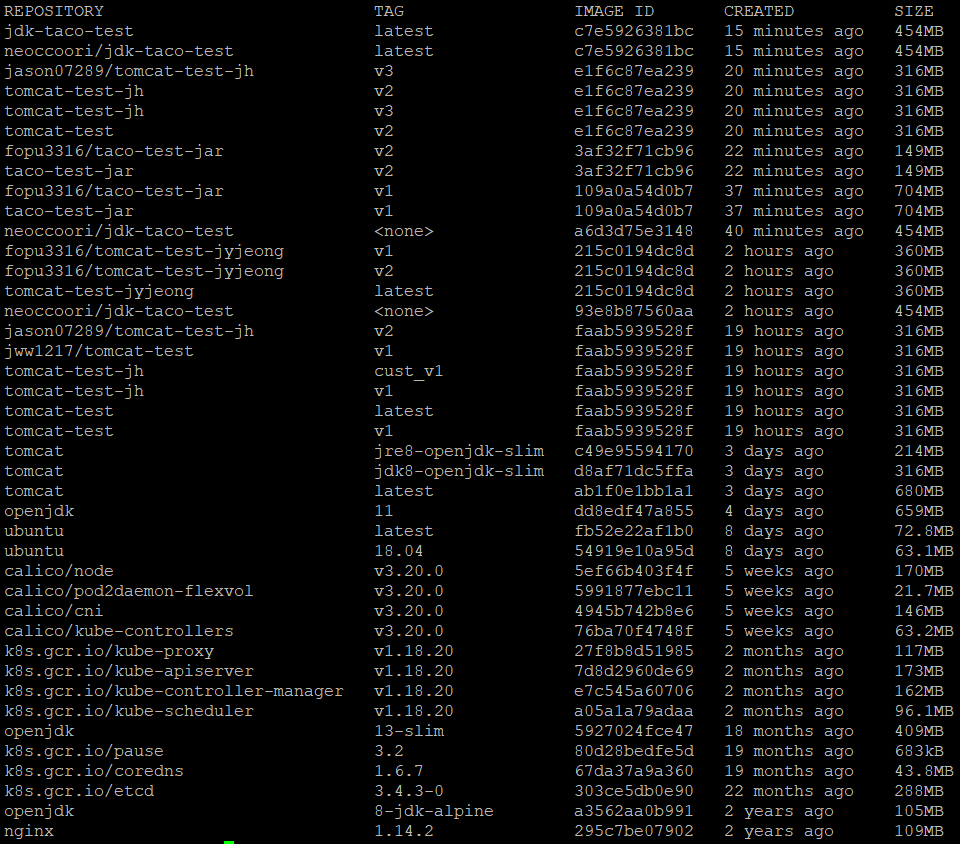 REPOSITORY TAG IMAGE ID CREATED SIZE
jdk-taco-test latest c7e5926381bc 15 minutes ago 454MB
neoccoori/jdk-taco-test latest c7e5926381bc 15 minutes ago 454MB
jason07289/tomcat-test-jh v3 e1f6c87ea239 20 minutes ago 316MB
tomcat-test-jh v2 e1f6c87ea239 20 minutes ago 316MB
tomcat-test-jh v3 e1f6c87ea239 20 minutes ago 316MB
tomcat-test v2 e1f6c87ea239 20 minutes ago 316MB
fopu3316/taco-test-jar v2 3af32f71cb96 22 minutes ago 149MB
taco-test-jar v2 3af32f71cb96 22 minutes ago 149MB
fopu3316/taco-test-jar v1 109a0a54d0b7 37 minutes ago 704MB
taco-test-jar v1 109a0a54d0b7 37 minutes ago 704MB
neoccoori/jdk-taco-test <none> a6d3d75e3148 40 minutes ago 454MB
fopu3316/tomcat-test-jyjeong v1 215c0194dc8d 2 hours ago 360MB
fopu3316/tomcat-test-jyjeong v2 215c0194dc8d 2 hours ago 360MB
tomcat-test-jyjeong latest 215c0194dc8d 2 hours ago 360MB
neoccoori/jdk-taco-test <none> 93e8b87560aa 2 hours ago 454MB
jason07289/tomcat-test-jh v2 faab5939528f 19 hours ago 316MB
jww1217/tomcat-test v1 faab5939528f 19 hours ago 316MB
tomcat-test-jh cust_v1 faab5939528f 19 hours ago 316MB
tomcat-test-jh v1 faab5939528f 19 hours ago 316MB
tomcat-test latest faab5939528f 19 hours ago 316MB
tomcat-test v1 faab5939528f 19 hours ago 316MB
tomcat jre8-openjdk-slim c49e95594170 3 days ago 214MB
tomcat jdk8-openjdk-slim d8af71dc5ffa 3 days ago 316MB
tomcat latest ab1f0e1bb1a1 3 days ago 680MB
openjdk 11 dd8edf47a855 4 days ago 659MB
ubuntu latest fb52e22af1b0 8 days ago 72.8MB
ubuntu 18.04 54919e10a95d 8 days ago 63.1MB
calico/node v3.20.0 5ef66b403f4f 5 weeks ago 170MB
calico/pod2daemon-flexvol v3.20.0 5991877ebc11 5 weeks ago 21.7MB
calico/cni v3.20.0 4945b742b8e6 5 weeks ago 146MB
calico/kube-controllers v3.20.0 76ba70f4748f 5 weeks ago 63.2MB
k8s.gcr.io/kube-proxy v1.18.20 27f8b8d51985 2 months ago 117MB
k8s.gcr.io/kube-apiserver v1.18.20 7d8d2960de69 2 months ago 173MB
k8s.gcr.io/kube-controller-manager v1.18.20 e7c545a60706 2 months ago 162MB
k8s.gcr.io/kube-scheduler v1.18.20 a05a1a79adaa 2 months ago 96.1MB
openjdk 13-slim 5927024fce47 18 months ago 409MB
k8s.gcr.io/pause 3.2 80d28bedfe5d 19 months ago 683kB
k8s.gcr.io/coredns 1.6.7 67da37a9a360 19 months ago 43.8MB
k8s.gcr.io/etcd 3.4.3-0 303ce5db0e90 22 months ago 288MB
openjdk 8-jdk-alpine a3562aa0b991 2 years ago 105MB
nginx 1.14.2 295c7be07902 2 years ago 109MB